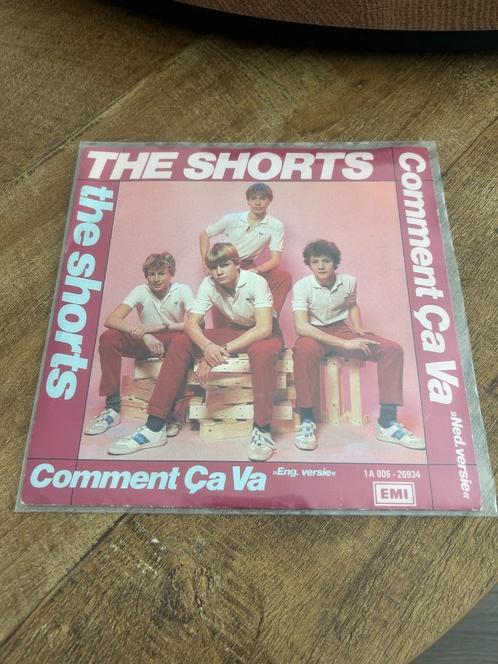 THE SHORTS
the shorts
Comment Ça Va »Ned. versie«
Comment Ça Va »Eng. versie«
1A 006 - 26934
EMI